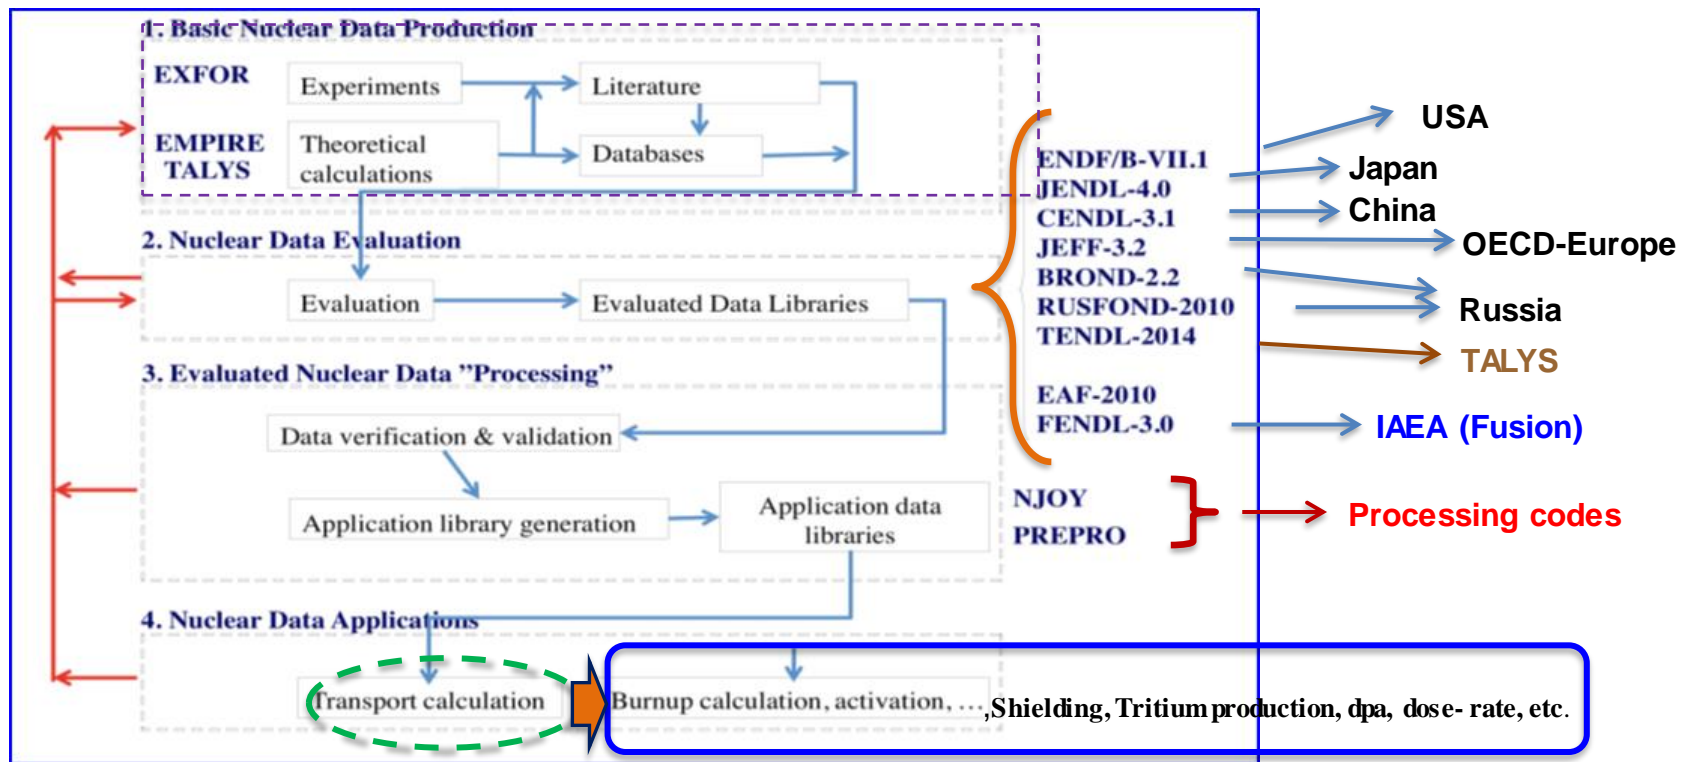 1. Basic Nuclear Data Production
EXFOR
Experiments
Literature
EMPIRE
TALYS
Theoretical
calculations
Databases
2. Nuclear Data Evaluation
Evaluation
Evaluated Data Libraries
3. Evaluated Nuclear Data ”Processing”
Data verification & validation
Application library generation
Application data
libraries
4. Nuclear Data Applications
Transport calculation
Burnup calculation, activation, …,
,Shielding, Tritium production, dpa, dose- rate, etc.
ENDF/B-VII.1
JENDL-4.0
CENDL-3.1
JEFF-3.2
BROND-2.2
RUSFOND-2010
TENDL-2014
EAF-2010
FENDL-3.0
NJOY
PREPRO
USA
Japan
China
OECD-Europe
Russia
TALYS
IAEA (Fusion)
Processing codes